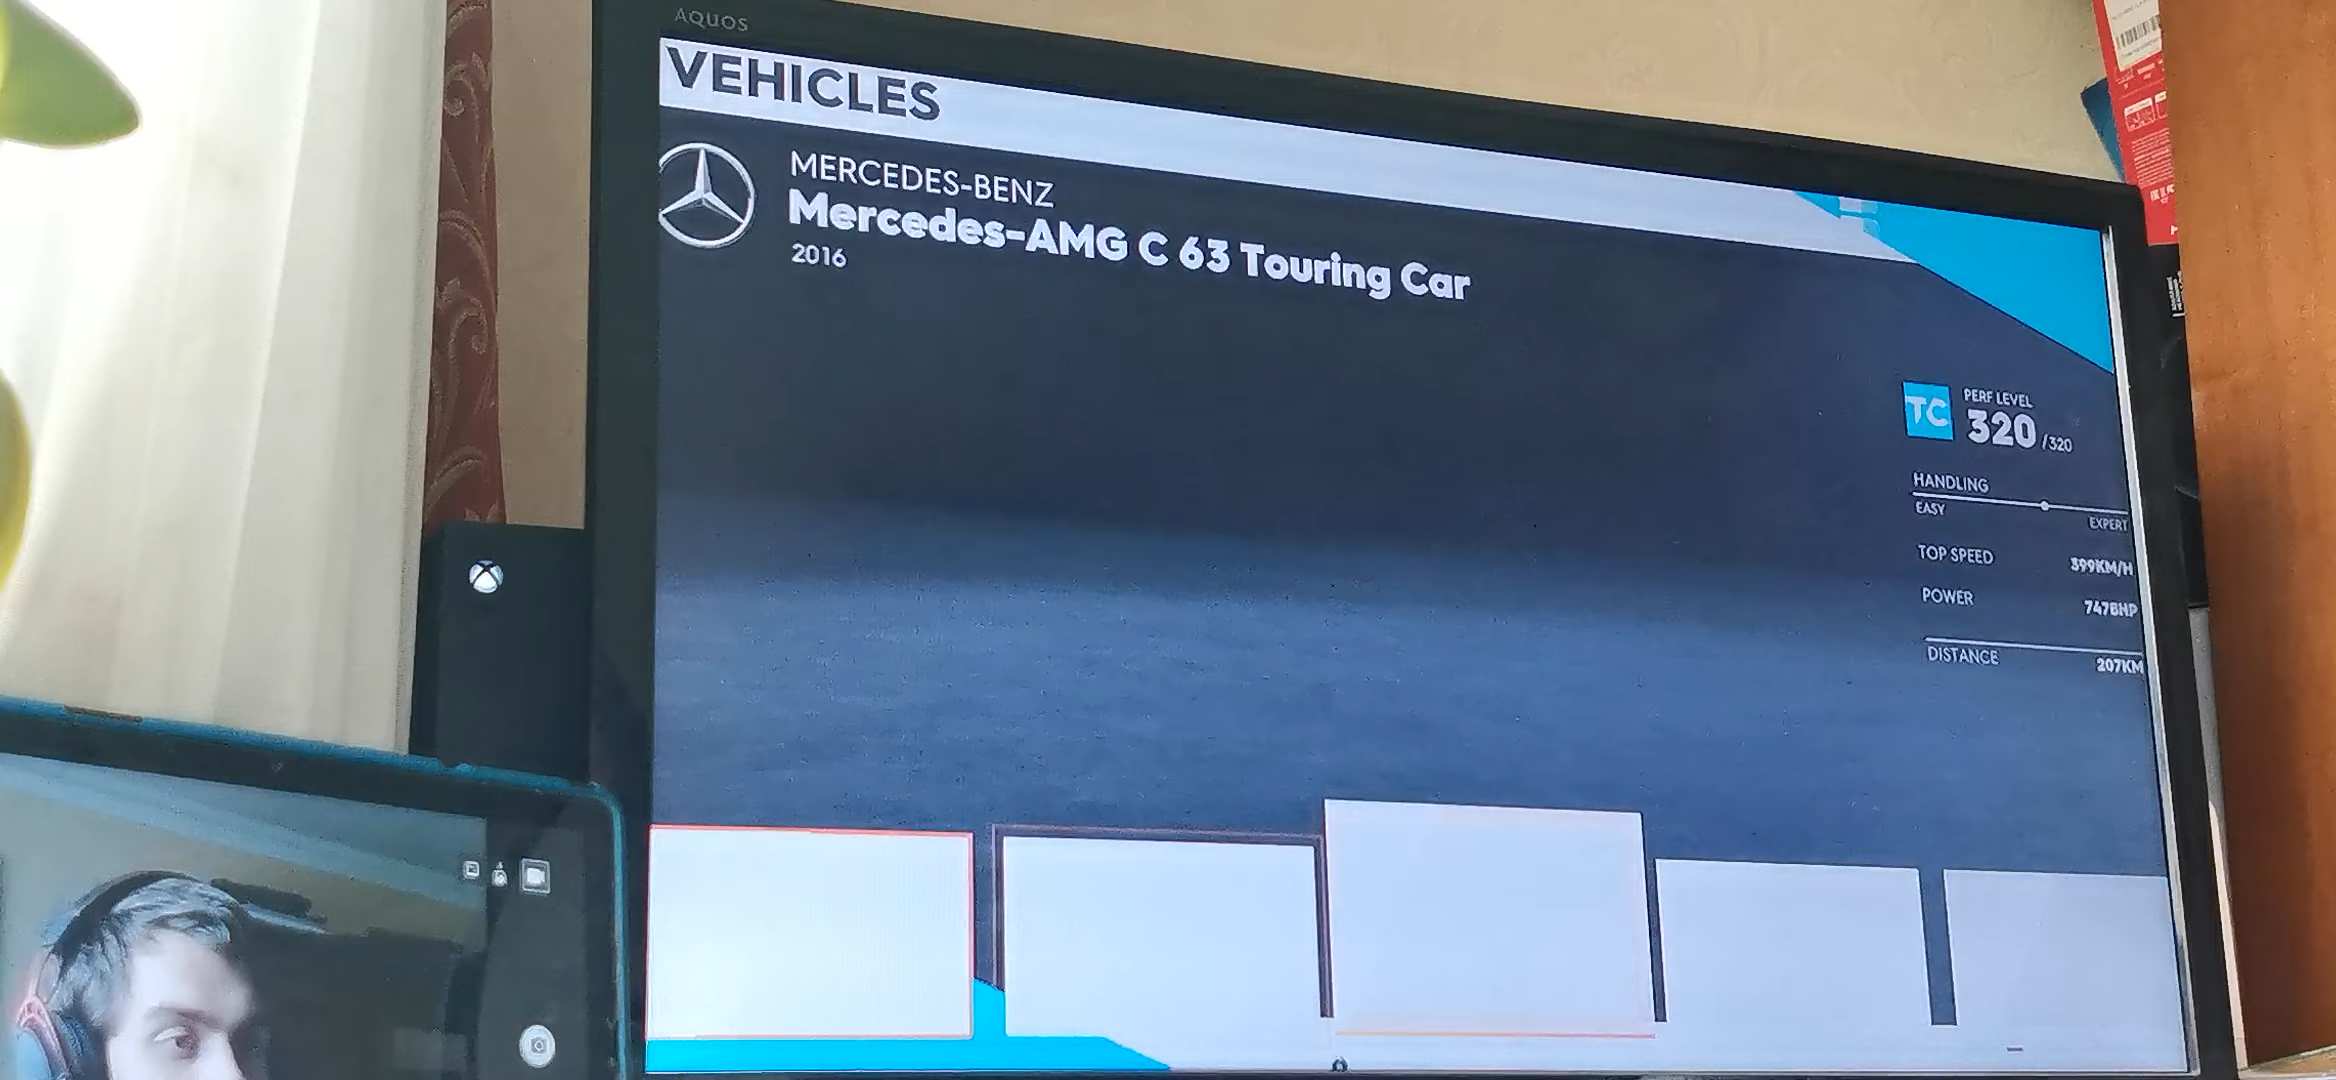 AQUOS
VEHICLES
MERCEDES-BENZ
Mercedes-AMG C 63 Touring Car
2016
TC
PERF LEVEL
320 /320
HANDLING
EASY
EXPERT
TOP SPEED
399KM/H
POWER
747BHP
DISTANCE
207KM